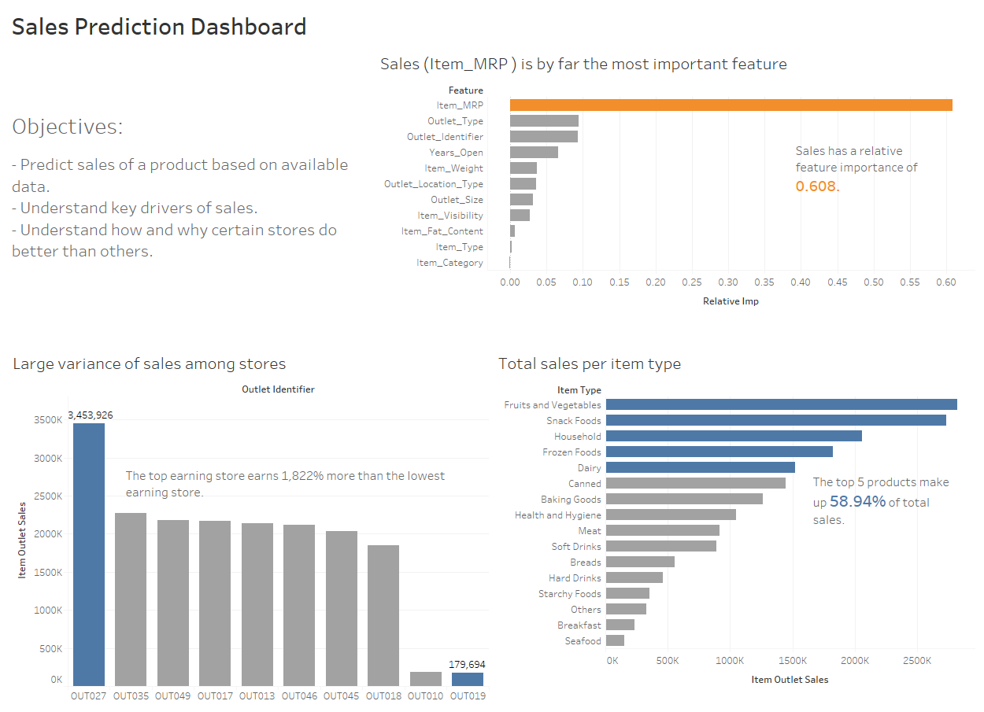 Sales Prediction Dashboard
Sales (Item_MRP ) is by far the most important feature
Objectives:
- Predict sales of a product based on available
data.
- Understand key drivers of sales.
- Understand how and why certain stores do
better than others.
Feature
Item_MRP
Outlet_Type
Outlet_Identifier
Years_Open
Item_Weight
Outlet_Location_Type
Outlet_Size
Item_Visibility
Item_Fat_Content
Item_Type
Item_Category
Sales has a relative
feature importance of
0.608.
0.00 0.05 0.10 0.15 0.20 0.25 0.30 0.35 0.40 0.45 0.50 0.55 0.60
Relative Imp
Large variance of sales among stores
Outlet Identifier
3,453,926
3500K
3000K
2500K
2000K
1500K
1000K
500K
0K
Item Outlet Sales
The top earning store earns 1,822% more than the lowest
earning store.
179,694
OUT027 OUT035 OUT049 OUT017 OUT013 OUT046 OUT045 OUT018 OUT010 OUT019
Total sales per item type
Item Type
Fruits and Vegetables
Snack Foods
Household
Frozen Foods
Dairy
Canned
Baking Goods
Health and Hygiene
Meat
Soft Drinks
Breads
Hard Drinks
Starchy Foods
Others
Breakfast
Seafood
The top 5 products make
up 58.94% of total
sales.
0K 500K 1000K 1500K 2000K 2500K
Item Outlet Sales